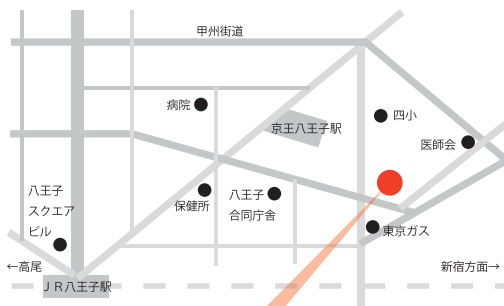 甲州街道
病院
四小
京王八王子駅
医師会
八王子
スクエア
ビル
保健所
八王子
合同庁舎
東京ガス
←高尾
新宿方面→
ＪＲ八王子駅